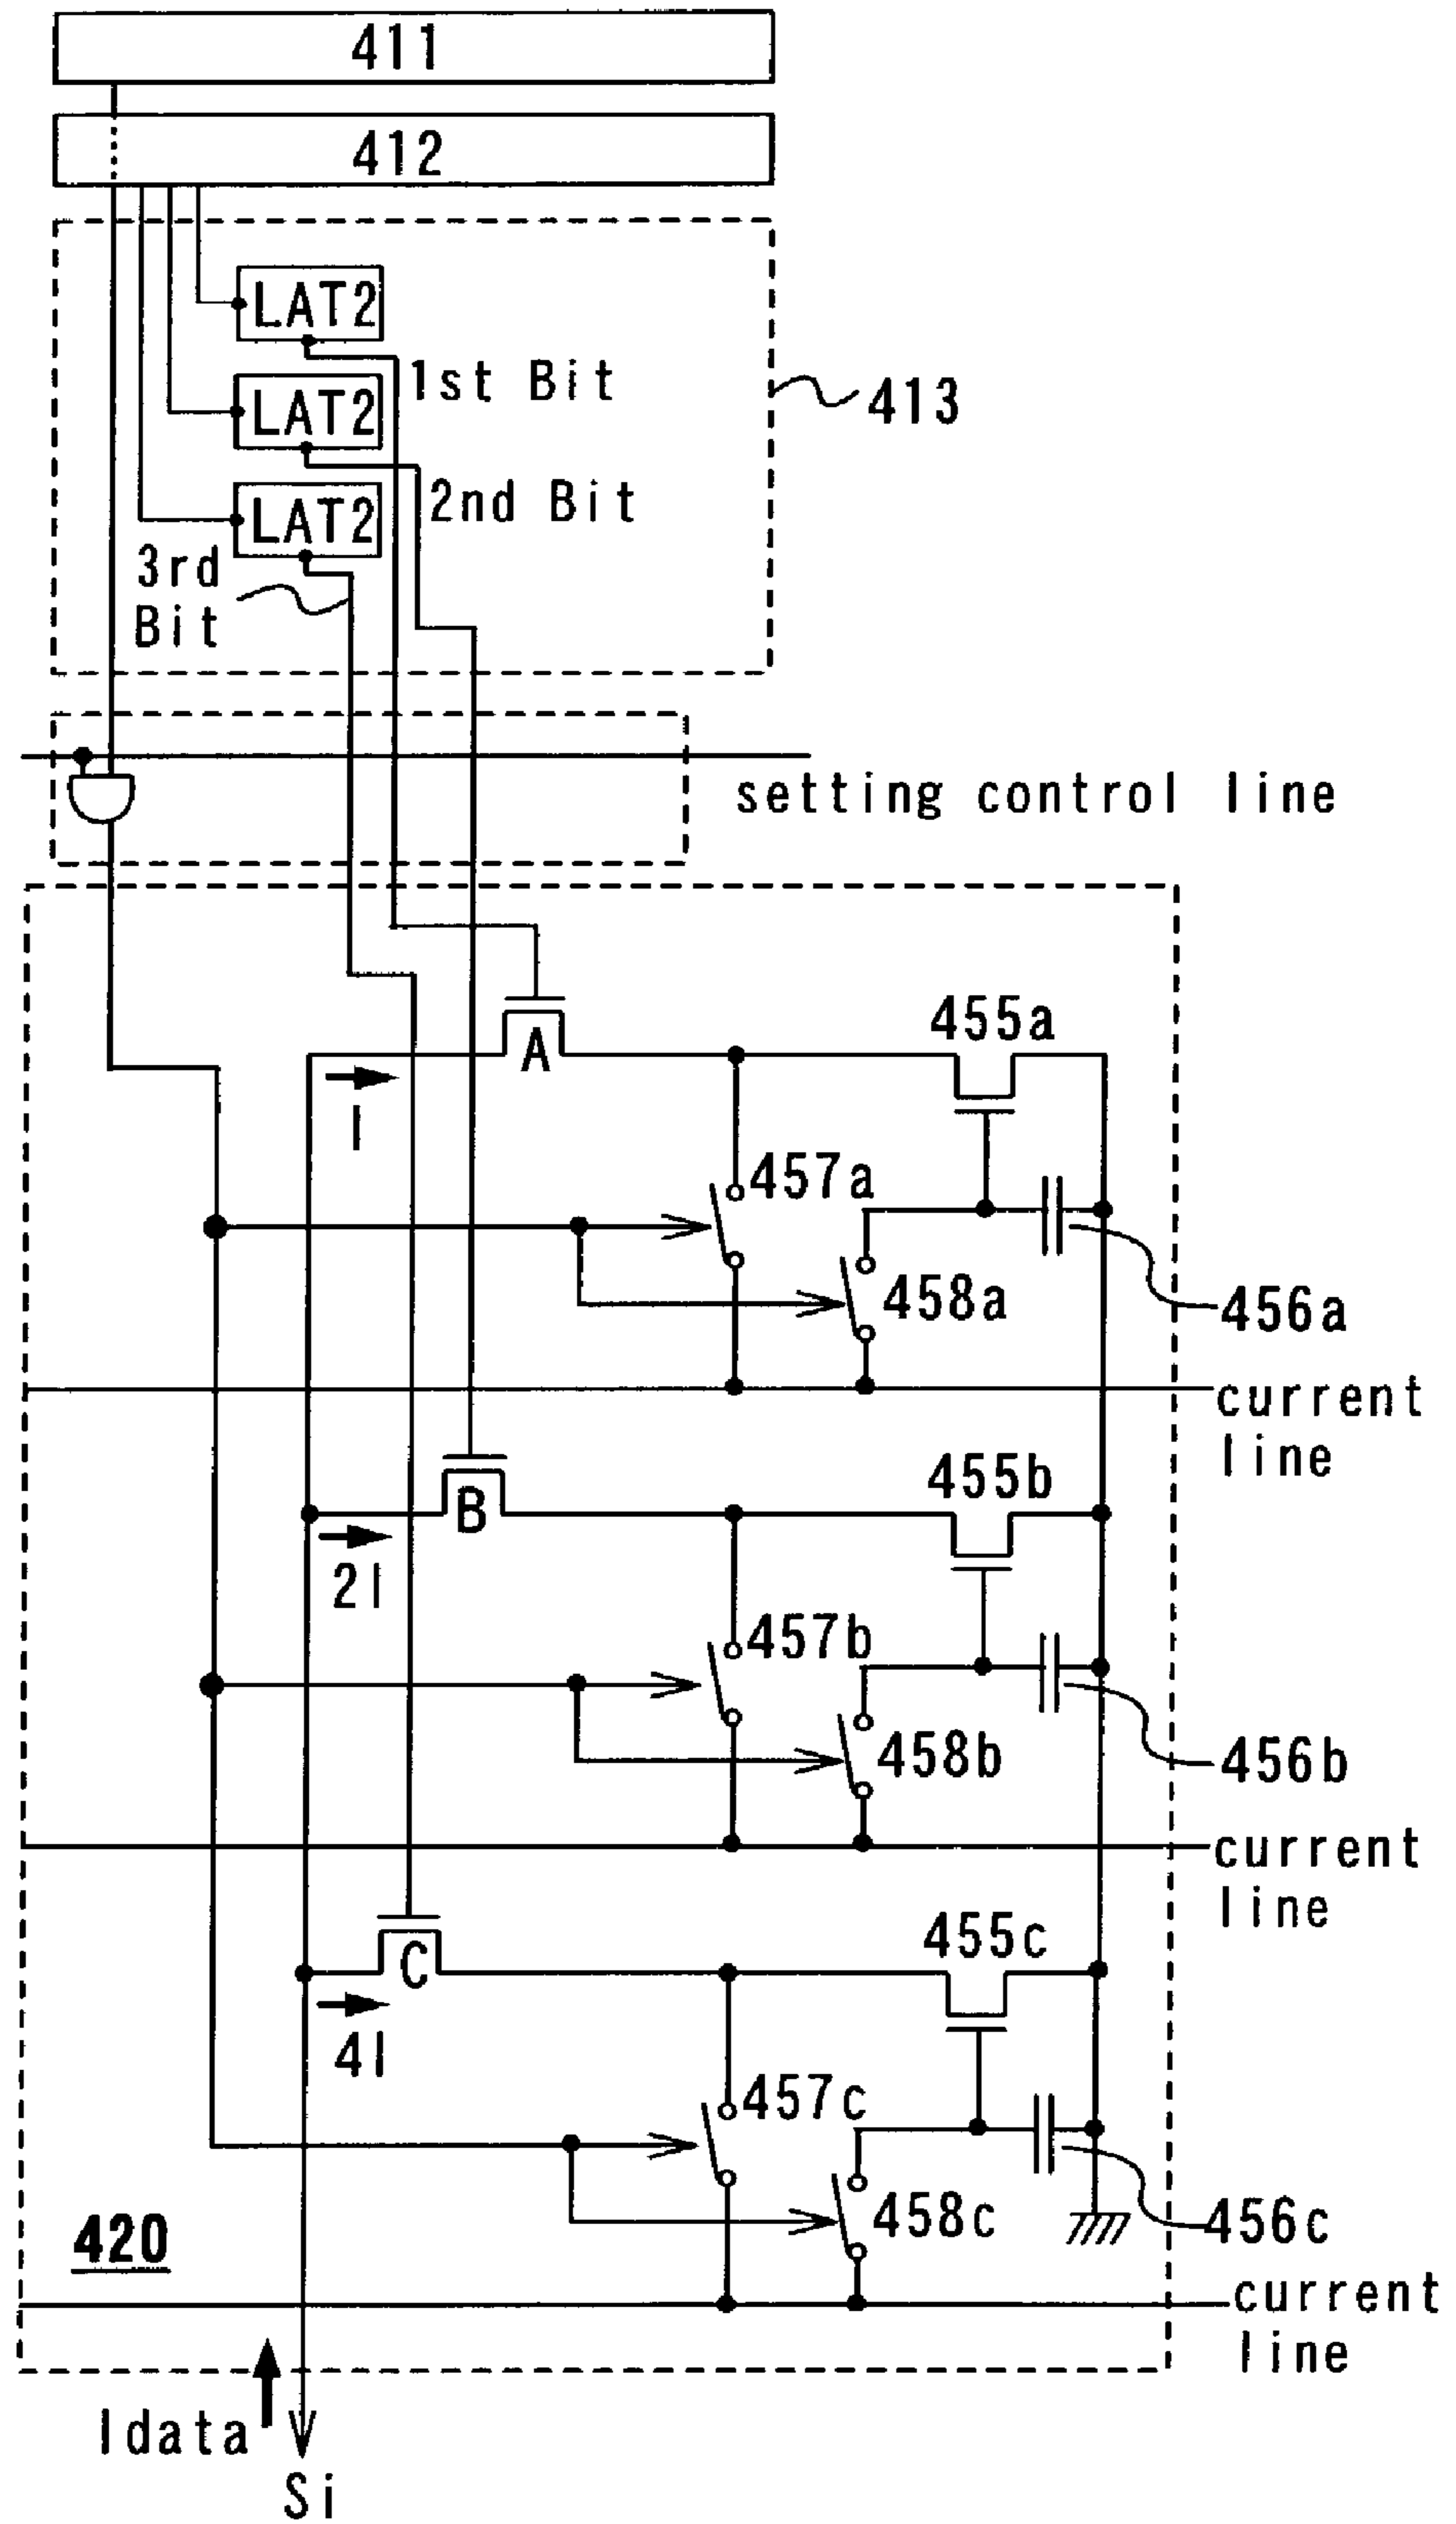 411
412
LAT2
1st Bit
LAT2
413
2nd Bit
LAT2
3rd
Bit
setting control line
455a
A
I
457a
458a
456a
current
line
455b
B
2I
457b
458b
456b
current
line
455c
C
4I
457c
458c
456c
420
current
line
Idata
Si